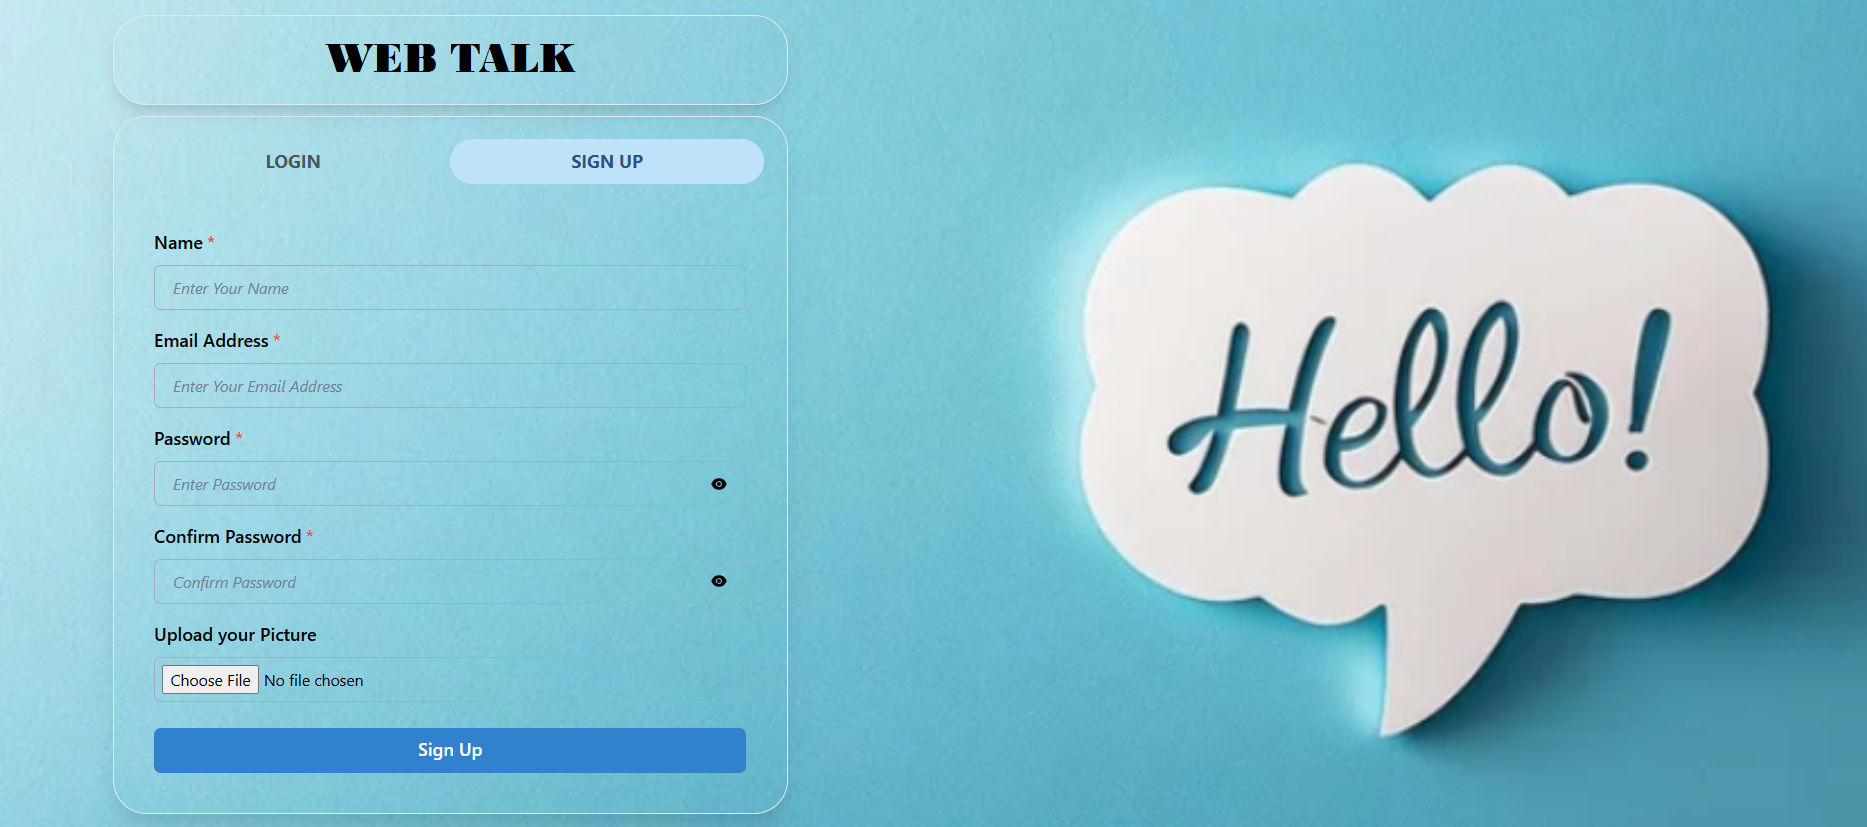 WEB TALK
LOGIN SIGN UP
Name *
Enter Your Name
Email Address *
Enter Your Email Address
Password *
Enter Password
Confirm Password *
Confirm Password
Upload your Picture
Choose File No file chosen
Sign Up
Hello!